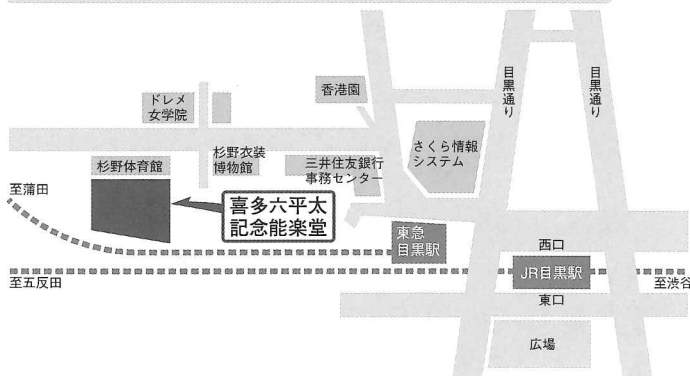 目黒通り
目黒通り
香港園
ドレメ
女学院
さくら情報
システム
杉野衣装
博物館
三井住友銀行
事務センター
杉野体育館
至蒲田
喜多六平太
記念能楽堂
東急
目黒駅
西口
JR目黒駅
至五反田
至渋谷
東口
広場